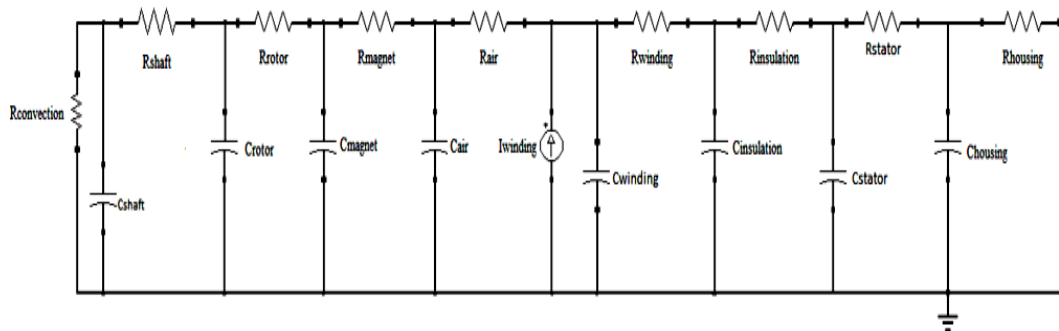 Rshaft
Rrotor
Rmagnet
Rair
Rwinding
Rinsulation
Rstator
Rhousing
Rconvection
Cshaft
Crotor
Cmagnet
Cair
Iwinding
Cwinding
Cinsulation
Cstator
Chousing